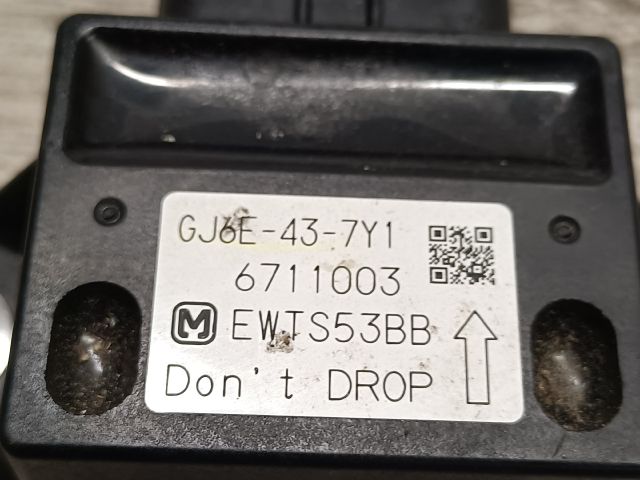 GJ6E-43-7Y1
6711003
M EWTS53BB
Don't DROP